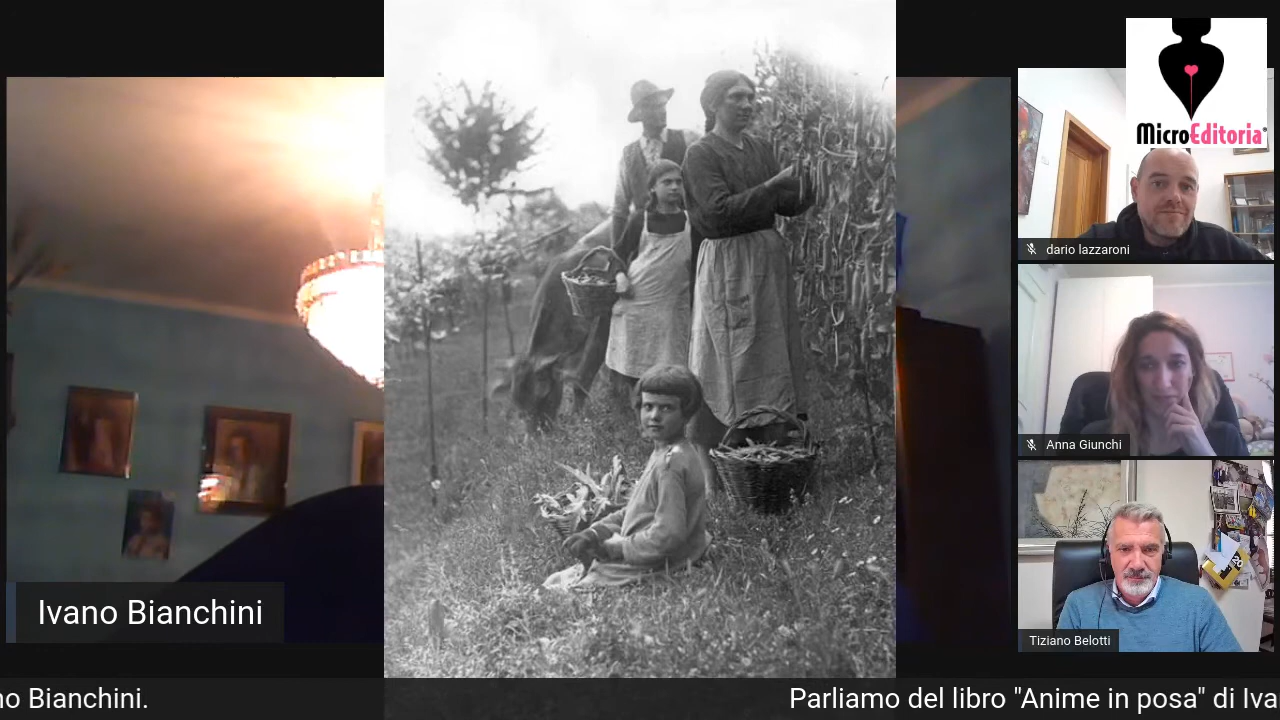 MicroEditoria
dario lazzaroni
Anna Giunchi
Tiziano Belotti
Ivano Bianchini
no Bianchini.
Parliamo del libro "Anime in posa" di Iva